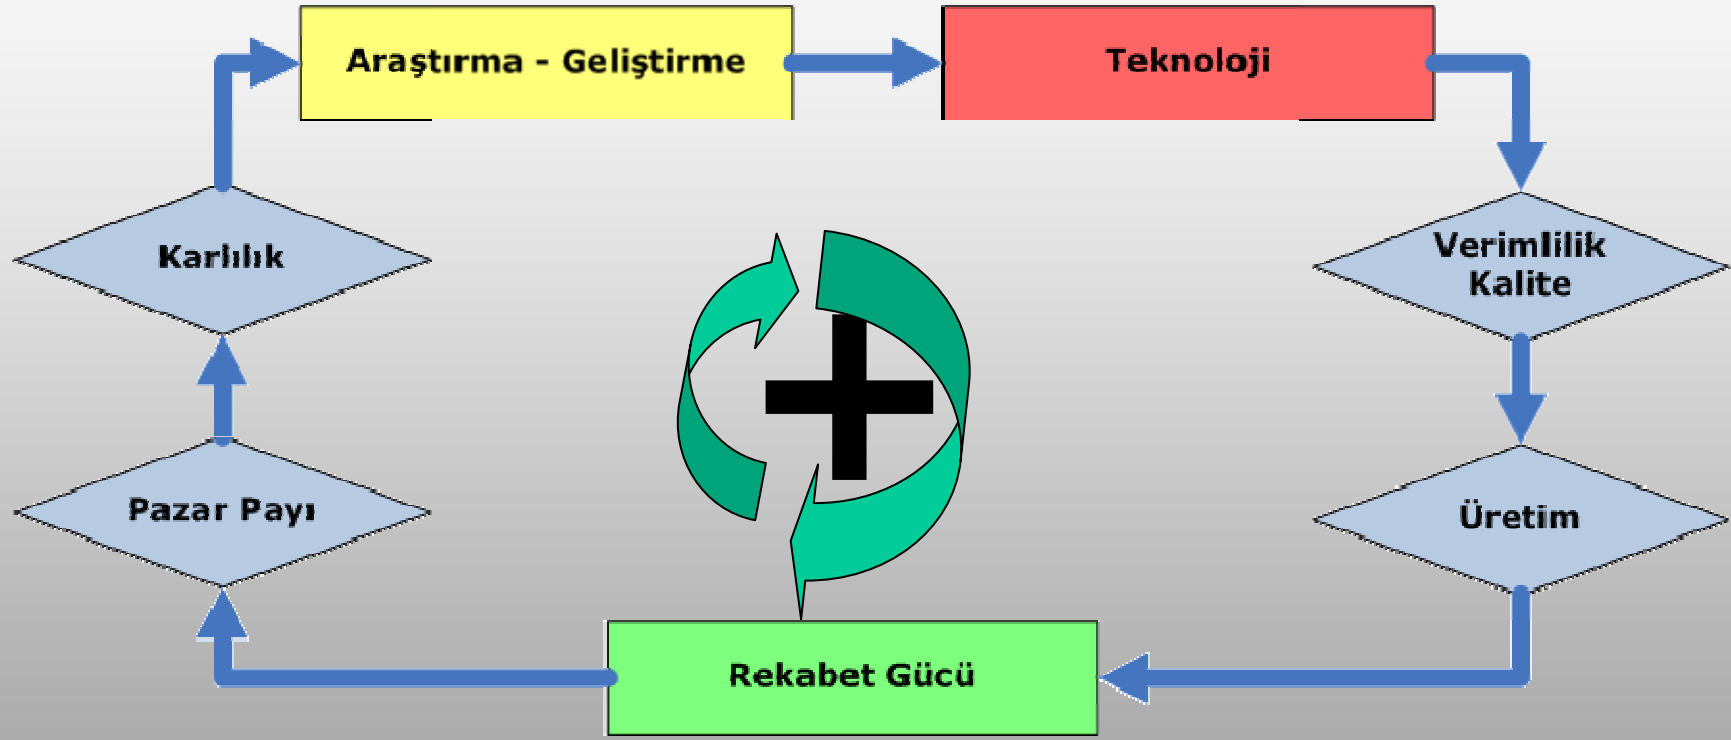 Araştırma - Geliştirme
Teknoloji
Karlılık
Verimlilik
Kalite
Pazar Payı
Üretim
Rekabet Gücü